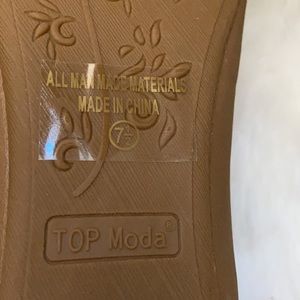 ALL MAN MADE MATERIALS
MADE IN CHINA
7½
TOP Moda®